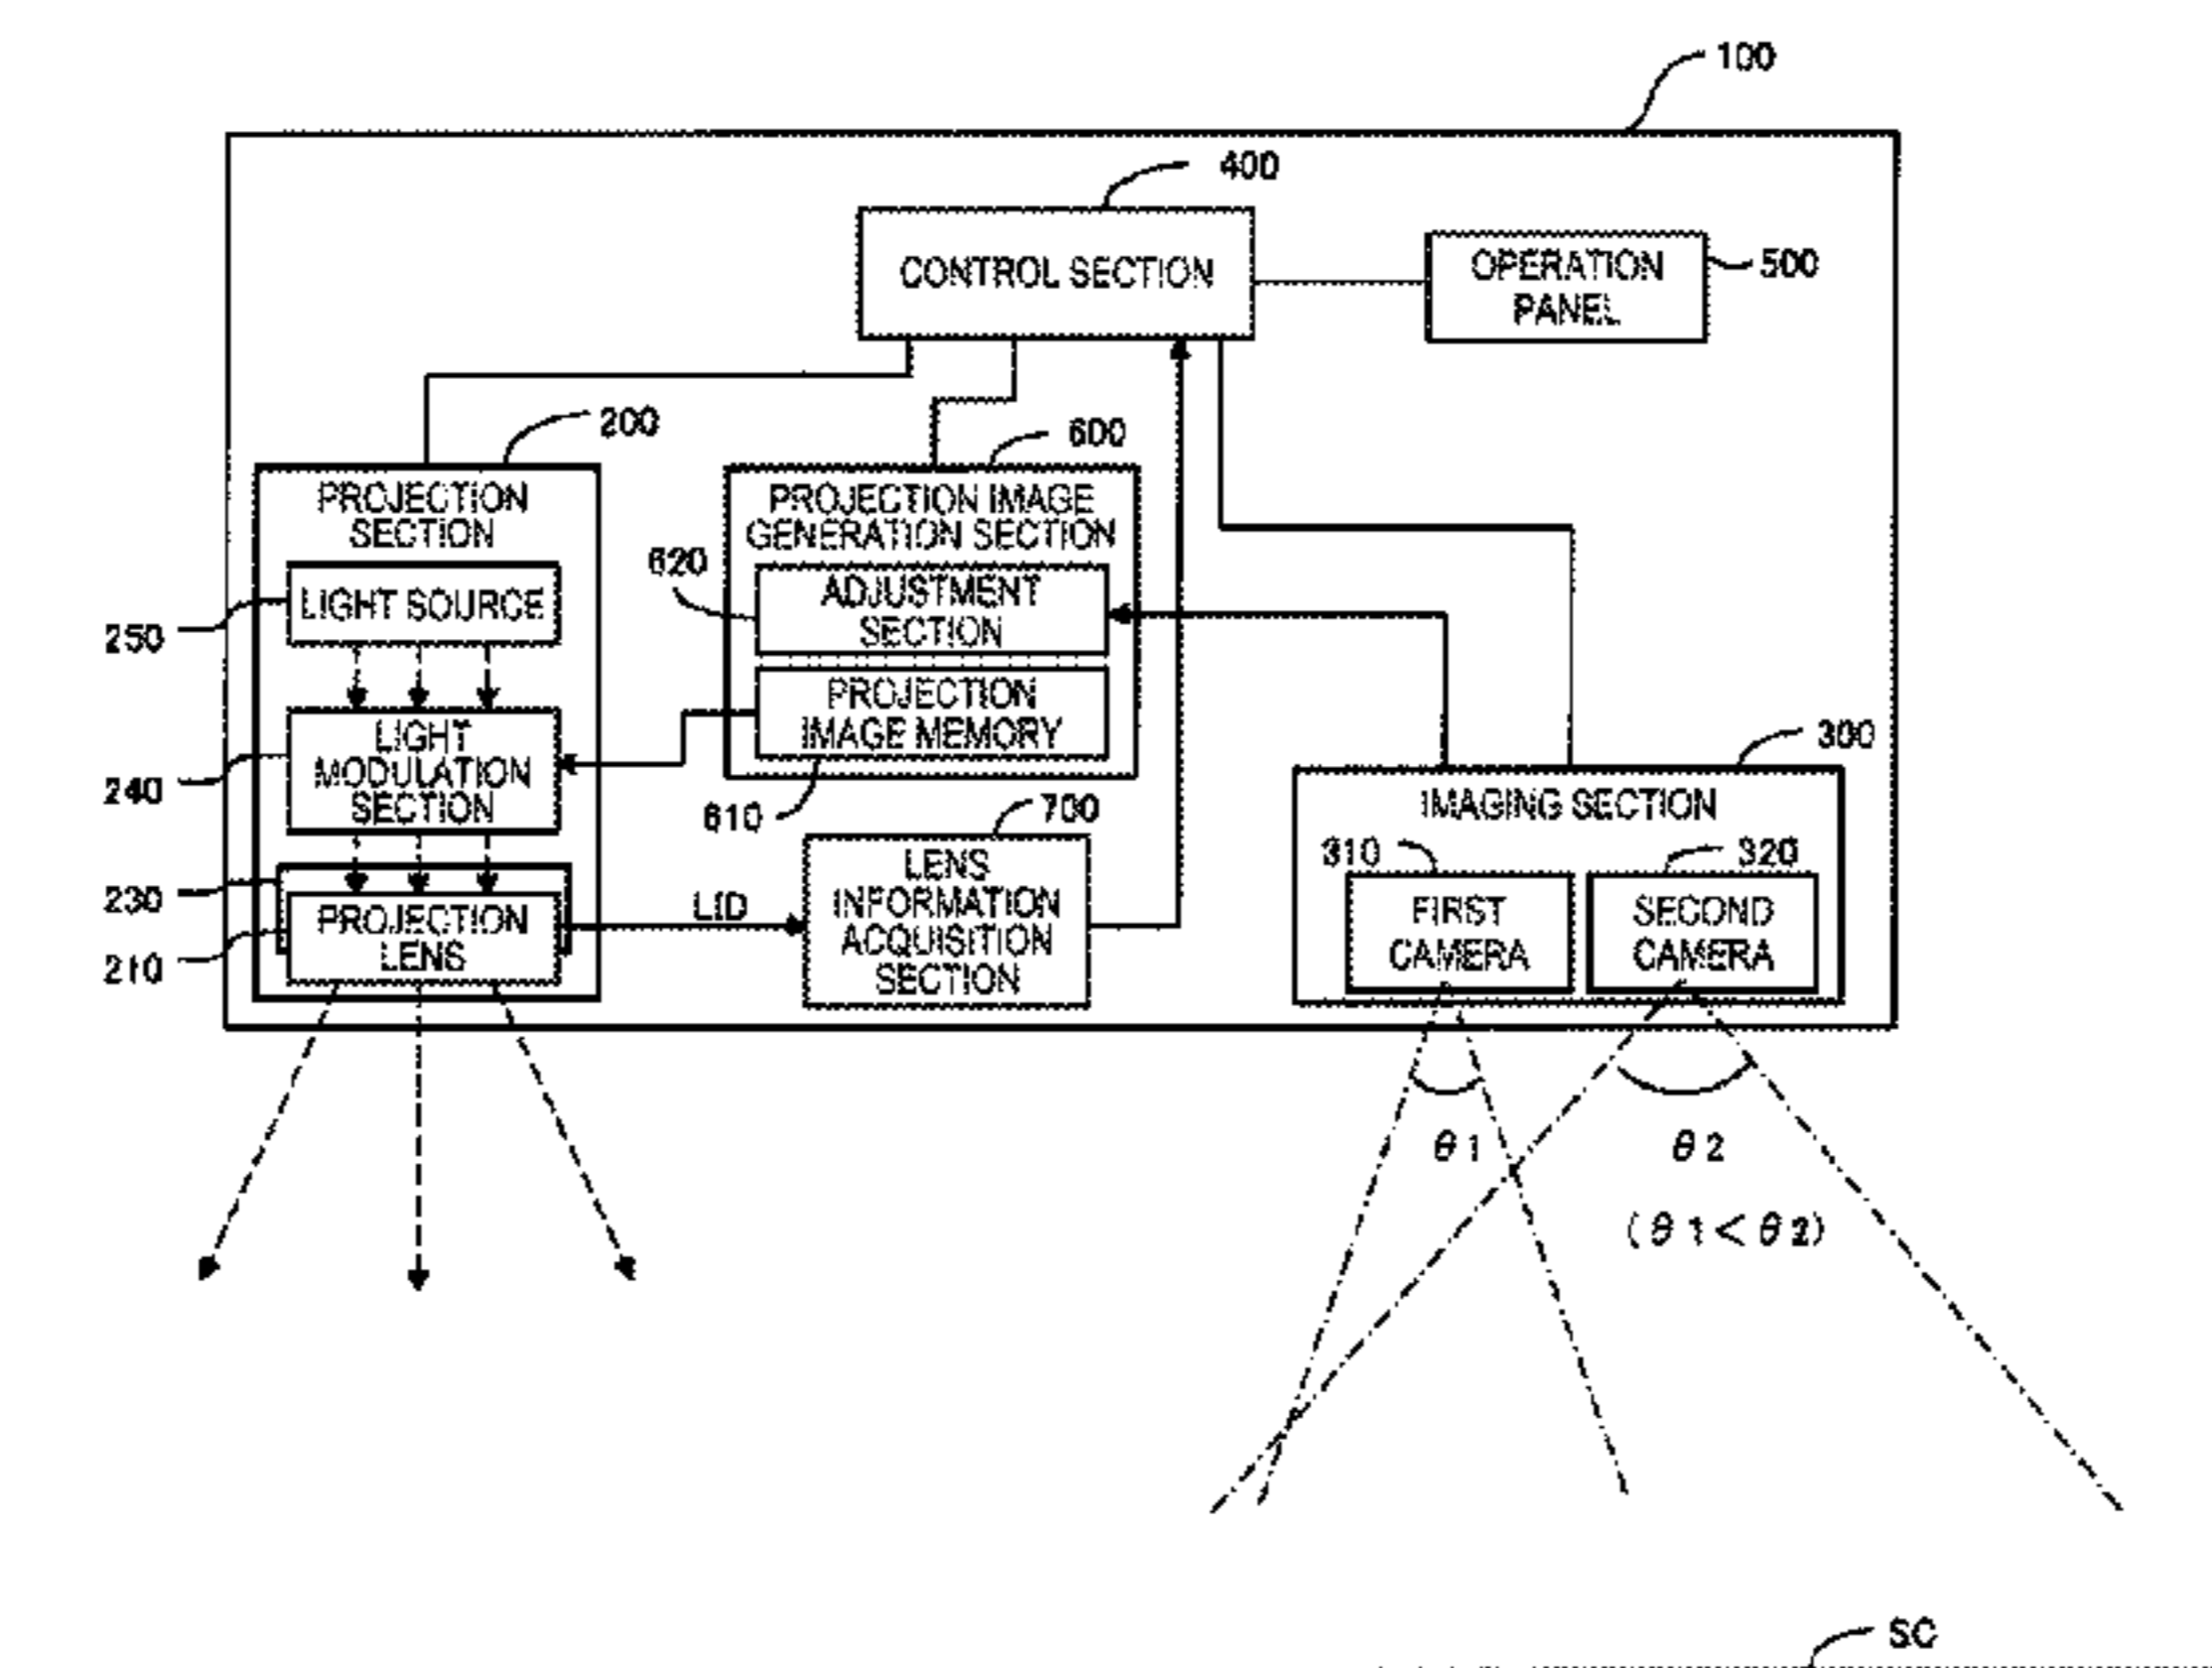 100
400
CONTROL SECTION
OPERATION
PANEL
500
200
600
PROJECTION
SECTION
PROJECTION IMAGE
GENERATION SECTION
620
ADJUSTMENT
SECTION
250
LIGHT SOURCE
PROJECTION
IMAGE MEMORY
240
LIGHT
MODULATION
SECTION
610
700
300
IMAGING SECTION
310
320
230
210
PROJECTION
LENS
LID
LENS
INFORMATION
ACQUISITION
SECTION
FIRST
CAMERA
SECOND
CAMERA
θ1
θ2
(θ1<θ2)
SC